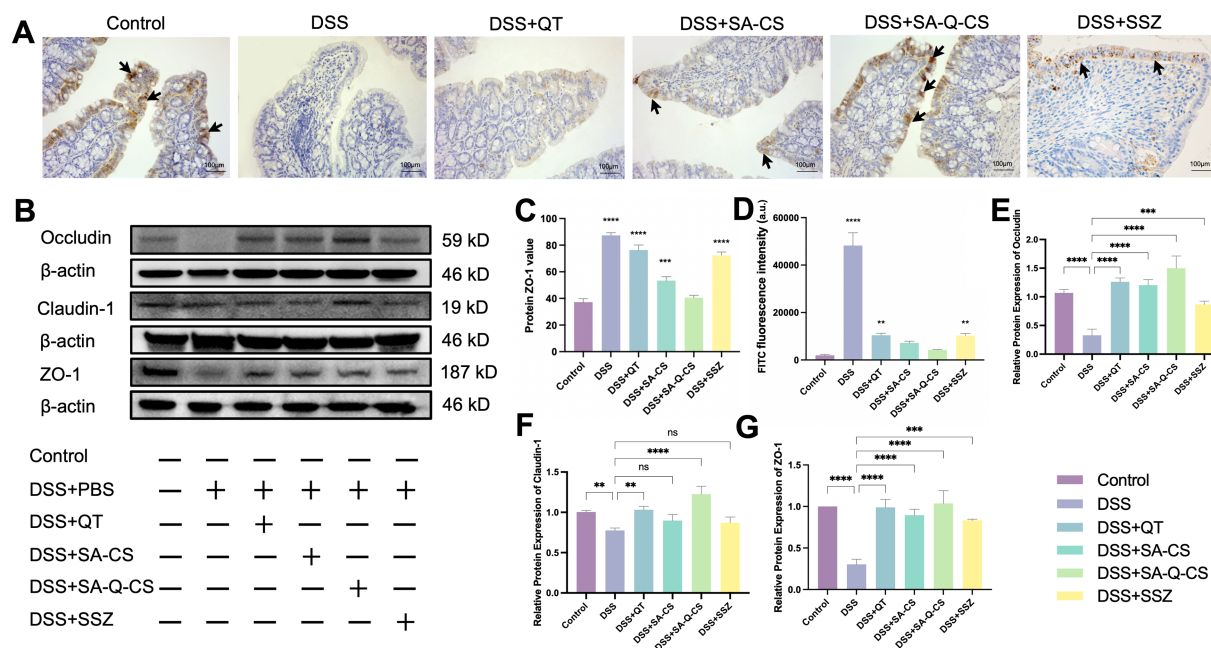 A
Control
DSS
DSS+QT
DSS+SA-CS
DSS+SA-Q-CS
DSS+SSZ
100μm
100μm
100μm
100μm
100μm
100μm
B
Occludin
59 kD
β-actin
46 kD
Claudin-1
19 kD
β-actin
46 kD
ZO-1
187 kD
β-actin
46 kD
Control — — — — — —
DSS+PBS — + + + + +
DSS+QT — — + — — —
DSS+SA-CS — — — + — —
DSS+SA-Q-CS — — — — + —
DSS+SSZ — — — — — +
C
Protein ZO-1 value
100
80
60
40
20
0
****
****
***
****
Control
DSS
DSS+QT
DSS+SA-CS
DSS+SA-Q-CS
DSS+SSZ
D
FITC fluorescence intensity (a.u.)
60000
40000
20000
0
****
**
**
Control
DSS
DSS+QT
DSS+SA-CS
DSS+SA-Q-CS
DSS+SSZ
E
Relative Protein Expression of Occludin
2.0
1.5
1.0
0.5
0.0
***
****
****
****
****
Control
DSS
DSS+QT
DSS+SA-CS
DSS+SA-Q-CS
DSS+SSZ
F
Relative Protein Expression of Claudin-1
1.5
1.0
0.5
0.0
ns
****
ns
**
**
Control
DSS
DSS+QT
DSS+SA-CS
DSS+SA-Q-CS
DSS+SSZ
G
Relative Protein Expression of ZO-1
1.5
1.0
0.5
0.0
***
****
****
****
****
Control
DSS
DSS+QT
DSS+SA-CS
DSS+SA-Q-CS
DSS+SSZ
Control
DSS
DSS+QT
DSS+SA-CS
DSS+SA-Q-CS
DSS+SSZ